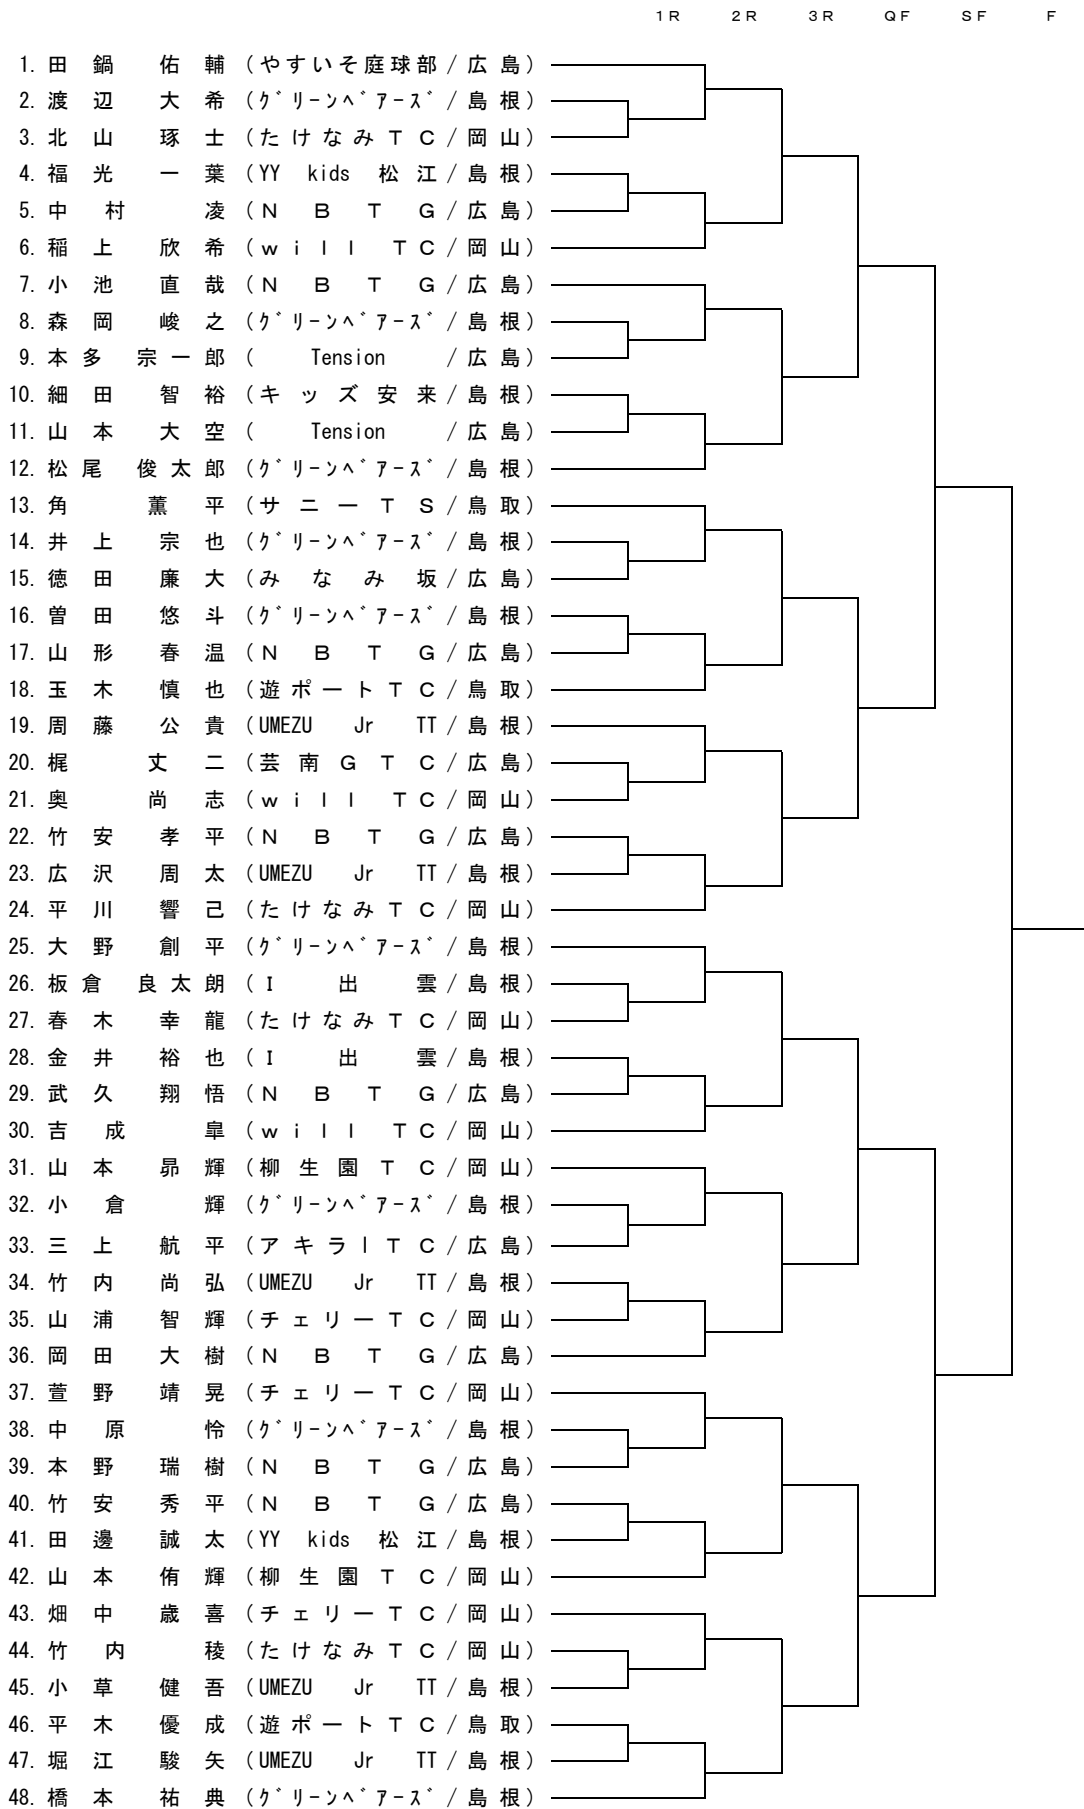 １Ｒ ２Ｒ ３Ｒ ＱＦ ＳＦ Ｆ
1. 田鍋 佑輔 (やすいそ庭球部/広島)
2. 渡辺 大希 (ｸﾞﾘｰﾝﾍﾞｱｰｽﾞ/島根)
3. 北山 琢士 (たけなみＴＣ/岡山)
4. 福光 一葉 (YY kids 松江/島根)
5. 中村 凌 (ＮＢＴＧ/広島)
6. 稲上 欣希 (ｗｉｌｌ ＴＣ/岡山)
7. 小池 直哉 (ＮＢＴＧ/広島)
8. 森岡 峻之 (ｸﾞﾘｰﾝﾍﾞｱｰｽﾞ/島根)
9. 本多 宗一郎 (Tension/広島)
10. 細田 智裕 (キッズ安来/島根)
11. 山本 大空 (Tension/広島)
12. 松尾 俊太郎 (ｸﾞﾘｰﾝﾍﾞｱｰｽﾞ/島根)
13. 角 薫平 (サニーＴＳ/鳥取)
14. 井上 宗也 (ｸﾞﾘｰﾝﾍﾞｱｰｽﾞ/島根)
15. 徳田 廉大 (みなみ坂/広島)
16. 曽田 悠斗 (ｸﾞﾘｰﾝﾍﾞｱｰｽﾞ/島根)
17. 山形 春温 (ＮＢＴＧ/広島)
18. 玉木 慎也 (遊ポートＴＣ/鳥取)
19. 周藤 公貴 (UMEZU Jr TT/島根)
20. 梶 丈二 (芸南ＧＴＣ/広島)
21. 奥 尚志 (ｗｉｌｌ ＴＣ/岡山)
22. 竹安 孝平 (ＮＢＴＧ/広島)
23. 広沢 周太 (UMEZU Jr TT/島根)
24. 平川 響己 (たけなみＴＣ/岡山)
25. 大野 創平 (ｸﾞﾘｰﾝﾍﾞｱｰｽﾞ/島根)
26. 板倉 良太朗 (Ｉ出雲/島根)
27. 春木 幸龍 (たけなみＴＣ/岡山)
28. 金井 裕也 (Ｉ出雲/島根)
29. 武久 翔悟 (ＮＢＴＧ/広島)
30. 吉成 皐 (ｗｉｌｌ ＴＣ/岡山)
31. 山本 昴輝 (柳生園ＴＣ/岡山)
32. 小倉 輝 (ｸﾞﾘｰﾝﾍﾞｱｰｽﾞ/島根)
33. 三上 航平 (アキラＩＴＣ/広島)
34. 竹内 尚弘 (UMEZU Jr TT/島根)
35. 山浦 智輝 (チェリーＴＣ/岡山)
36. 岡田 大樹 (ＮＢＴＧ/広島)
37. 萱野 靖晃 (チェリーＴＣ/岡山)
38. 中原 怜 (ｸﾞﾘｰﾝﾍﾞｱｰｽﾞ/島根)
39. 本野 瑞樹 (ＮＢＴＧ/広島)
40. 竹安 秀平 (ＮＢＴＧ/広島)
41. 田邊 誠太 (YY kids 松江/島根)
42. 山本 侑輝 (柳生園ＴＣ/岡山)
43. 畑中 歳喜 (チェリーＴＣ/岡山)
44. 竹内 稜 (たけなみＴＣ/岡山)
45. 小草 健吾 (UMEZU Jr TT/島根)
46. 平木 優成 (遊ポートＴＣ/鳥取)
47. 堀江 駿矢 (UMEZU Jr TT/島根)
48. 橋本 祐典 (ｸﾞﾘｰﾝﾍﾞｱｰｽﾞ/島根)